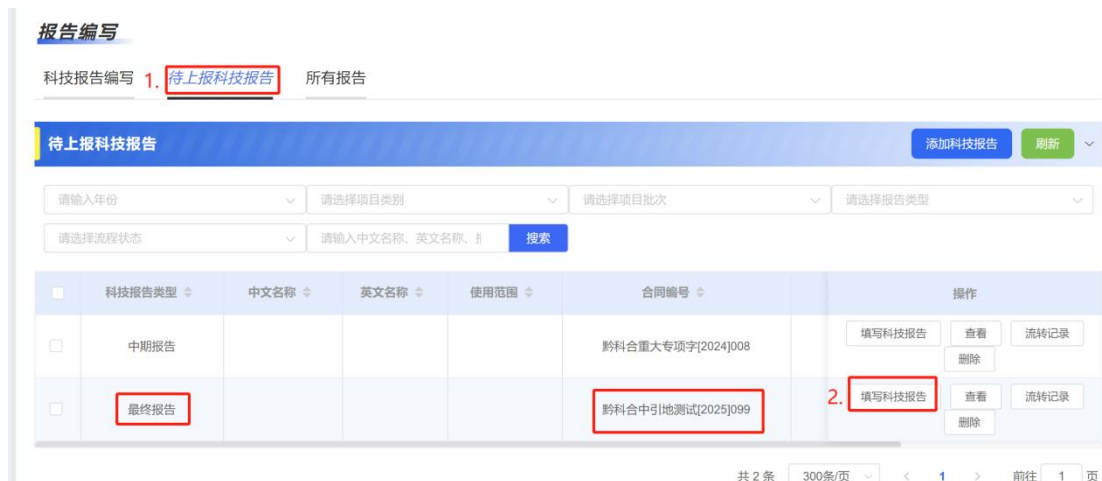 报告编写
科技报告编写 1. 待上报科技报告 所有报告
待上报科技报告 添加科技报告 刷新
请输入年份 请选择项目类别 请选择项目批次 请选择报告类型
请选择流程状态 请输入中文名称、英文名称、 搜索
科技报告类型 中文名称 英文名称 使用范围 合同编号 操作
中期报告 黔科合重大专项字[2024]008 填写科技报告 查看 流转记录
删除
最终报告 黔科合中引地测试[2025]099 2. 填写科技报告 查看 流转记录
删除
共 2 条 300条/页 < 1 > 前往 1 页